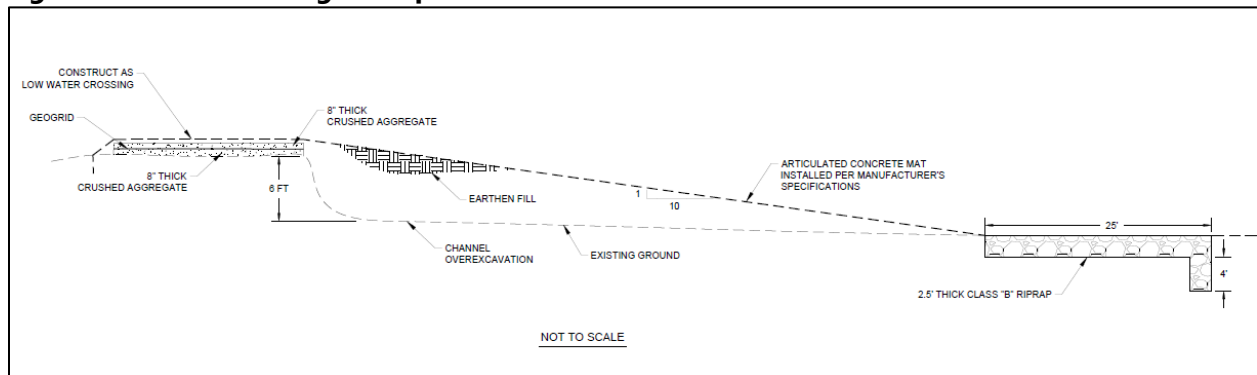 CONSTRUCT AS
LOW WATER CROSSING
GEOGRID
8" THICK
CRUSHED AGGREGATE
8" THICK
CRUSHED AGGREGATE
6 FT
EARTHEN FILL
1
10
ARTICULATED CONCRETE MAT
INSTALLED PER MANUFACTURER'S
SPECIFICATIONS
CHANNEL
OVEREXCAVATION
EXISTING GROUND
25'
4'
2.5' THICK CLASS "B" RIPRAP
NOT TO SCALE